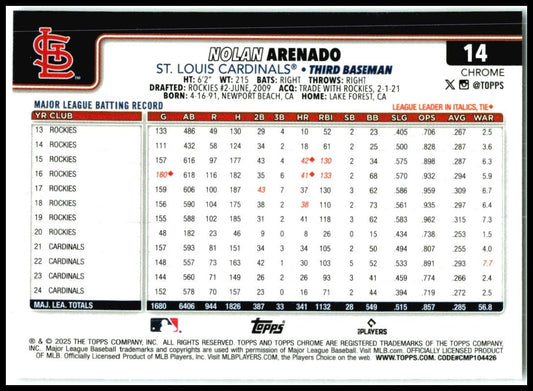 StL
TM
NOLAN ARENADO
ST. LOUIS CARDINALS® • THIRD BASEMAN
HT: 6'2" WT: 215 BATS: RIGHT THROWS: RIGHT
DRAFTED: ROCKIES #2-JUNE, 2009 ACQ: TRADE WITH ROCKIES, 2-1-21
BORN: 4-16-91, NEWPORT BEACH, CA HOME: LAKE FOREST, CA
14
CHROME
X @TOPPS
MAJOR LEAGUE BATTING RECORD LEAGUE LEADER IN ITALICS, TIE♦
YR CLUB G AB R H 2B 3B HR RBI SB BB SLG OPS AVG WAR
13 ROCKIES 133 486 49 130 29 4 10 52 2 23 .405 .706 .267 2.5
14 ROCKIES 111 432 58 124 34 2 18 61 2 25 .500 .828 .287 3.6
15 ROCKIES 157 616 97 177 43 4 42♦ 130 2 34 .575 .898 .287 6.3
16 ROCKIES 160♦ 618 116 182 35 6 41♦ 133 2 68 .570 .932 .294 5.9
17 ROCKIES 159 606 100 187 43 7 37 130 3 62 .586 .959 .309 6.7
18 ROCKIES 156 590 104 175 38 2 38 110 2 73 .561 .935 .297 6.4
19 ROCKIES 155 588 102 185 31 2 41 118 3 62 .583 .962 .315 7.3
20 ROCKIES 48 182 23 46 9 0 8 26 0 15 .434 .738 .253 1.5
21 CARDINALS 157 593 81 151 34 3 34 105 2 50 .494 .807 .255 4.0
22 CARDINALS 148 557 73 163 42 1 30 103 5 52 .533 .891 .293 7.7
23 CARDINALS 144 560 71 149 26 2 26 93 3 .459 .774 .266 2.4
24 CARDINALS 152 578 70 157 23 0 16 71 2 44 .394 .719 .272 2.5
MAJ. LEA. TOTALS 1680 6406 944 1826 387 33 341 1132 28 549 .515 .857 .285 56.8
Topps
PLAYERS
® & © 2025 THE TOPPS COMPANY, INC. ALL RIGHTS RESERVED. TOPPS AND TOPPS CHROME ARE REGISTERED TRADEMARKS OF THE TOPPS COMPANY,
INC. Major League Baseball trademarks and copyrights are used with permission of Major League Baseball. Visit MLB.com. OFFICIALLY LICENSED PRODUCT
OF MLB. Officially Licensed Product of MLB Players, Inc. Visit MLBPLAYERS.com, the Players Choice on the web. WWW.TOPPS.COM. CODE#CMP104426